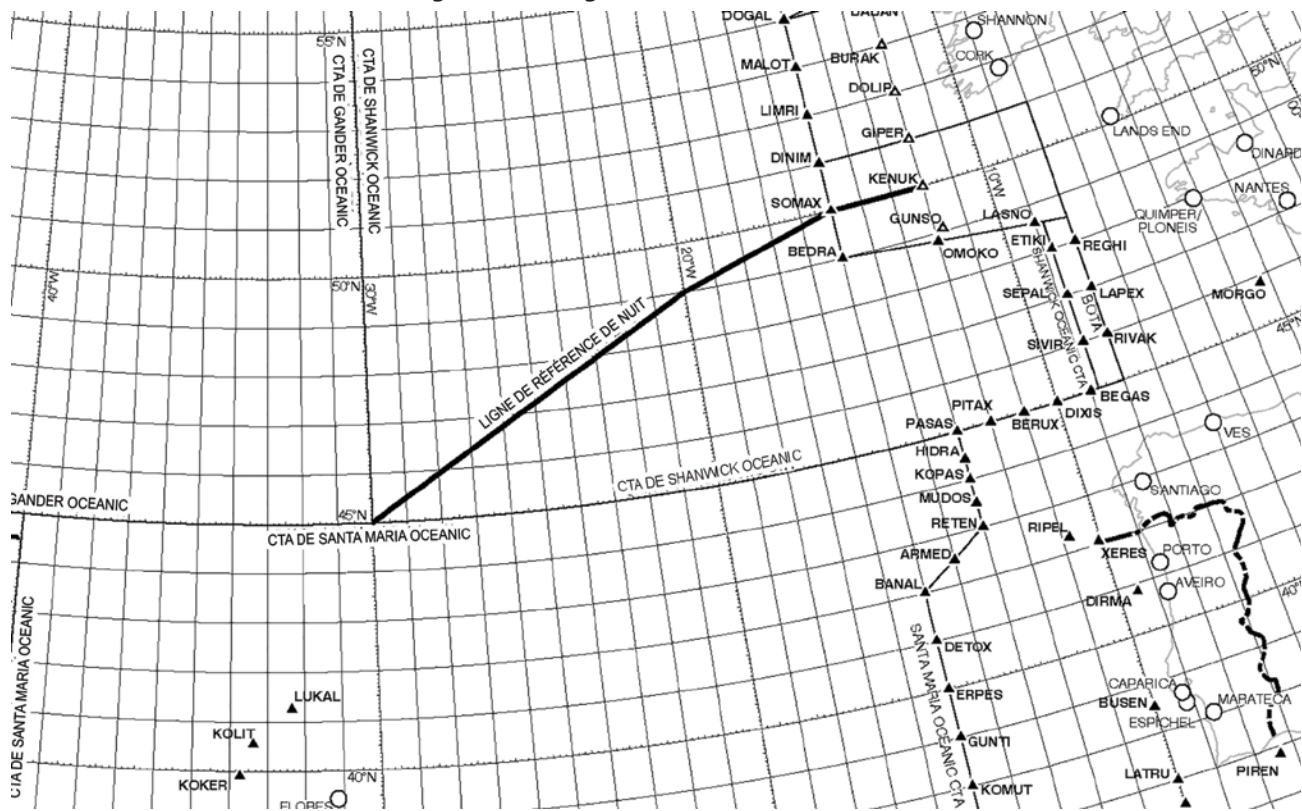 DOGAL
BADAN
SHANNON
55°N
CTA DE SHANWICK OCEANIC
CTA DE GANDER OCEANIC
MALOT
BURAK
CORK
50°N
DOLIP
LIMRI
LANDS END
GIPER
DINARD
DINIM
KENUK
10°W
NANTES
SOMAX
GUNSO
LASNO
QUIMPER/
PLONEIS
BEDRA
OMOKO
ETIKI
REGHI
20°W
40°W
50°N
30°W
SHANWICK OCEANIC CTA
SEPAL
LAPEX
MORGO
BOTA
LIGNE DE RÉFÉRENCE DE NUIT
SIVIR
RIVAK
45°N
BEGAS
PITAX
DIXIS
PASAS
BERUX
VES
HIDRA
CTA DE SHANWICK OCEANIC
KOPAS
SANTIAGO
MUDOS
GANDER OCEANIC
45°N
CTA DE SANTA MARIA OCEANIC
RETEN
RIPEL
XERES
PORTO
ARMED
BANAL
AVEIRO
DIRMA
40°N
CTA DE SANTA MARIA OCEANIC
SANTA MARIA OCEANIC CTA
DETOX
LUKAL
ERPES
CAPARICA
MARATECA
BUSEN
ESPICHEL
KOLIT
GUNTI
KOKER
40°N
LATRU
PIREN
KOMUT
FLORES